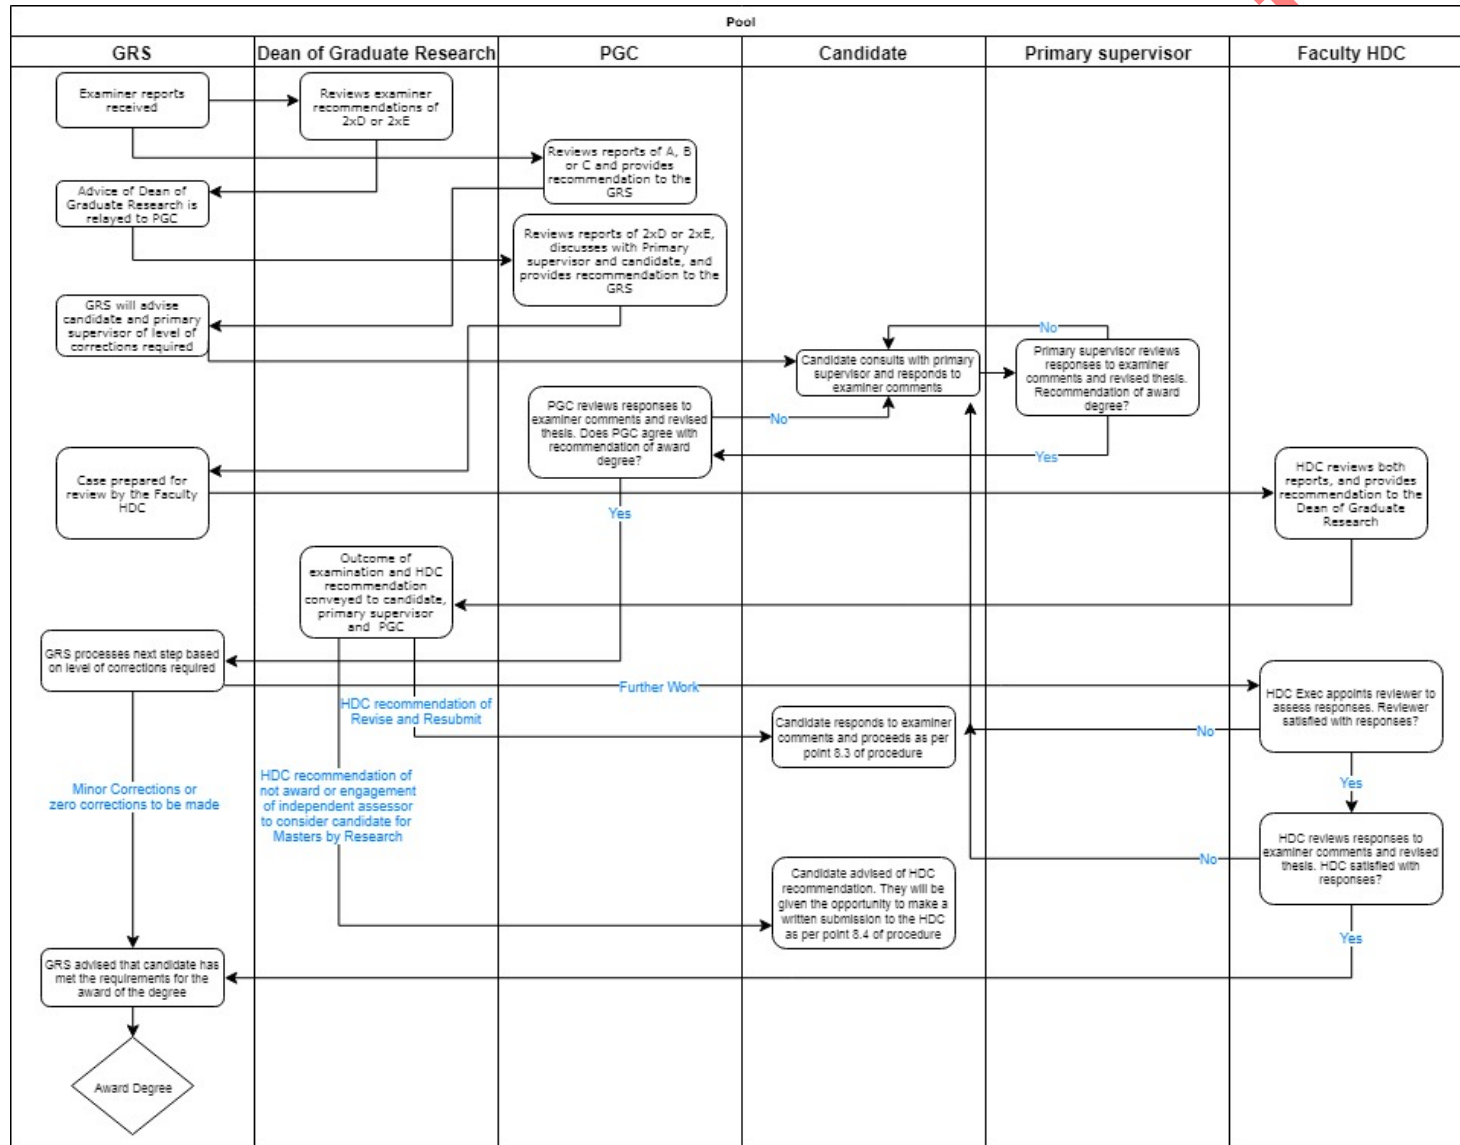 Pool
GRS
Dean of Graduate Research
PGC
Candidate
Primary supervisor
Faculty HDC
Examiner reports
received
Reviews examiner
recommendations of
2xD or 2xE
Reviews reports of A, B
or C and provides
recommendation to the
GRS
Advice of Dean of
Graduate Research is
relayed to PGC
Reviews reports of 2xD or 2xE,
discusses with Primary
supervisor and candidate, and
provides recommendation to the
GRS
GRS will advise
candidate and primary
supervisor of level of
corrections required
No
Candidate consults with primary
supervisor and responds to
examiner comments
Primary supervisor reviews
responses to examiner
comments and revised thesis.
Recommendation of award
degree?
PGC reviews responses to
examiner comments and revised
thesis. Does PGC agree with
recommendation of award
degree?
No
Yes
Case prepared for
review by the Faculty
HDC
HDC reviews both
reports, and provides
recommendation to the
Dean of Graduate
Research
Yes
Outcome of
examination and HDC
recommendation
conveyed to candidate,
primary supervisor
and PGC
GRS processes next step based
on level of corrections required
Further Work
HDC Exec appoints reviewer to
assess responses. Reviewer
satisfied with responses?
HDC recommendation of
Revise and Resubmit
Candidate responds to examiner
comments and proceeds as per
point 8.3 of procedure
No
Yes
Minor Corrections or
zero corrections to be made
HDC recommendation of
not award or engagement
of independent assessor
to consider candidate for
Masters by Research
HDC reviews responses to
examiner comments and revised
thesis. HDC satisfied with
responses?
No
Candidate advised of HDC
recommendation. They will be
given the opportunity to make a
written submission to the HDC
as per point 8.4 of procedure
Yes
GRS advised that candidate has
met the requirements for the
award of the degree
Award Degree